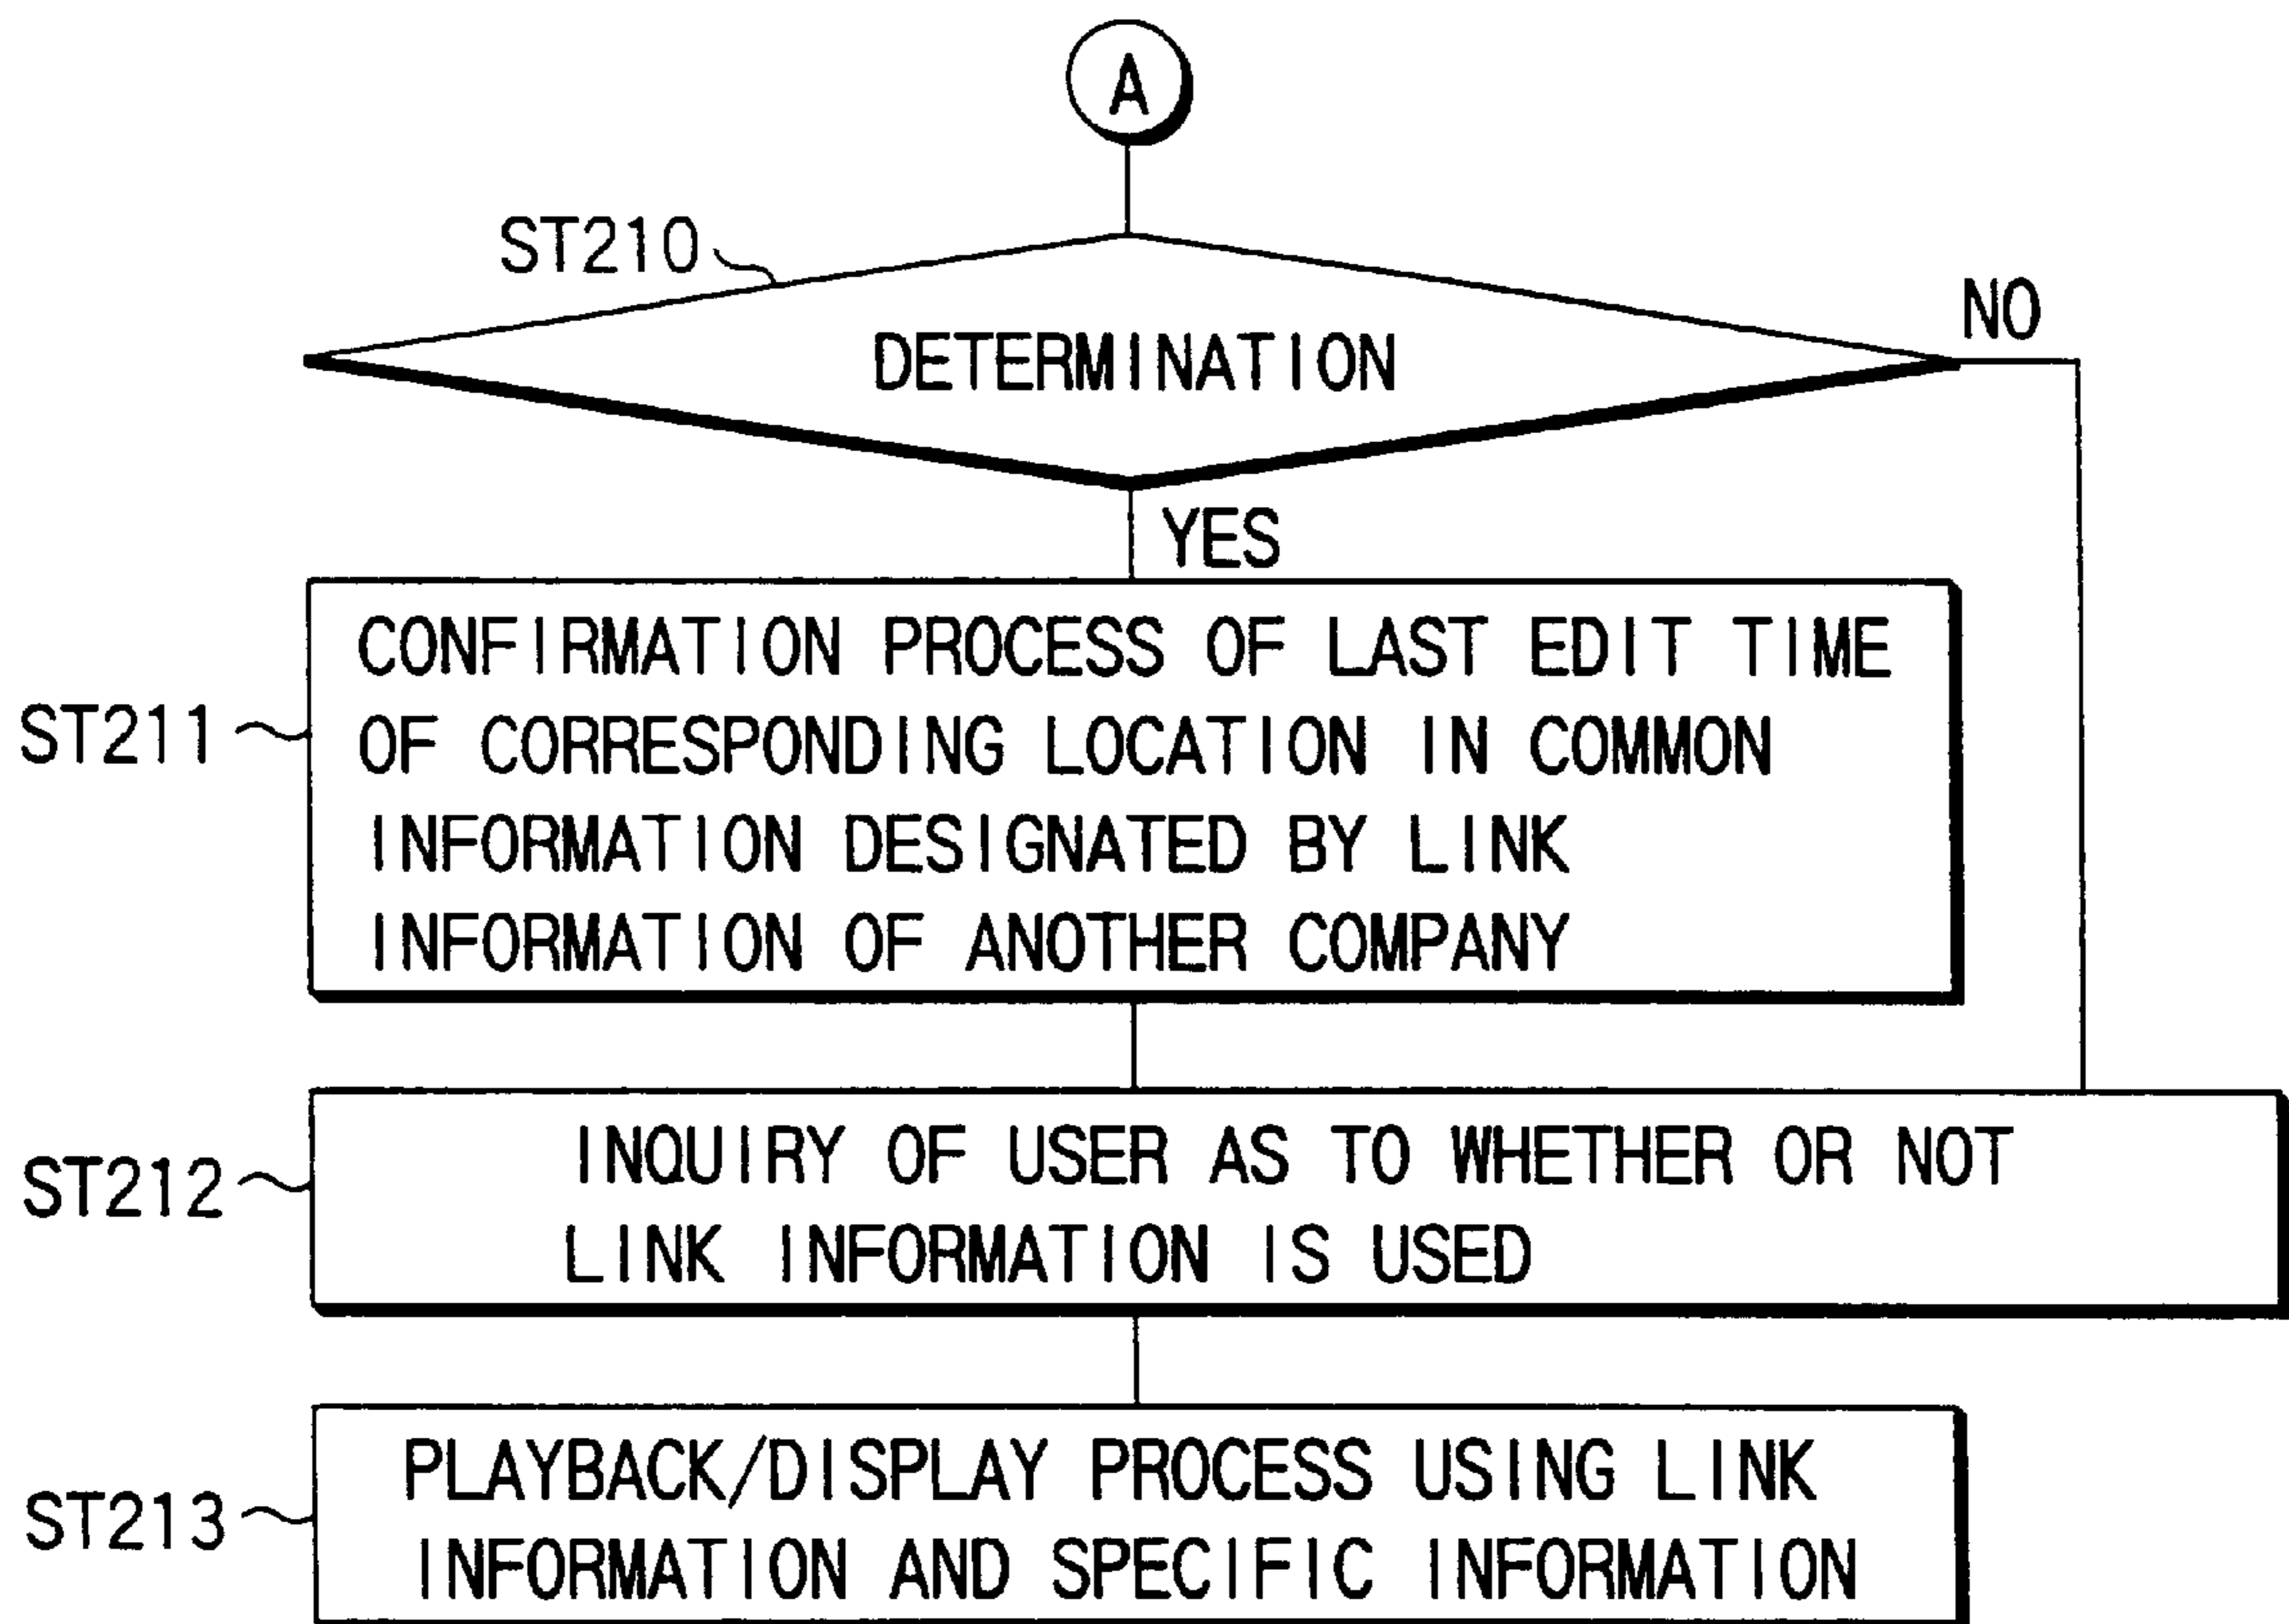 A
ST210
DETERMINATION
NO
YES
CONFIRMATION PROCESS OF LAST EDIT TIME
OF CORRESPONDING LOCATION IN COMMON
INFORMATION DESIGNATED BY LINK
INFORMATION OF ANOTHER COMPANY
ST211
INQUIRY OF USER AS TO WHETHER OR NOT
LINK INFORMATION IS USED
ST212
PLAYBACK/DISPLAY PROCESS USING LINK
INFORMATION AND SPECIFIC INFORMATION
ST213